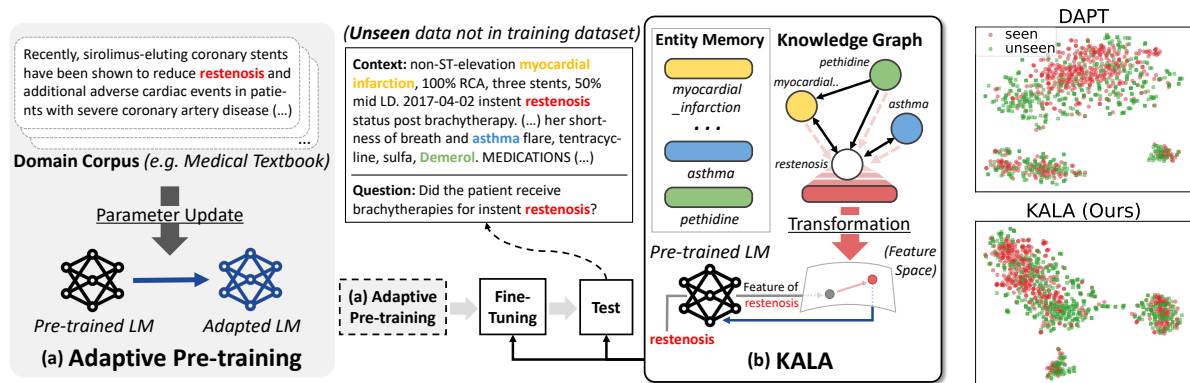 Recently, sirolimus-eluting coronary stents
have been shown to reduce restenosis and
additional adverse cardiac events in patie-
nts with severe coronary artery disease (...)
...
Domain Corpus (e.g. Medical Textbook)
Parameter Update
Pre-trained LM
Adapted LM
(a) Adaptive Pre-training
(Unseen data not in training dataset)
Context: non-ST-elevation myocardial
infarction, 100% RCA, three stents, 50%
mid LD. 2017-04-02 instent restenosis
status post brachytherapy. (...) her short-
ness of breath and asthma flare, tentracyc-
line, sulfa, Demerol. MEDICATIONS (...)
Question: Did the patient receive
brachytherapies for instent restenosis?
(a) Adaptive
Pre-training
Fine-
Tuning
Test
Entity Memory
myocardial
_infarction
...
asthma
pethidine
Knowledge Graph
pethidine
myocardial..
asthma
restenosis
Transformation
Pre-trained LM
(Feature
Space)
Feature of
restenosis
restenosis
(b) KALA
DAPT
seen
unseen
KALA (Ours)